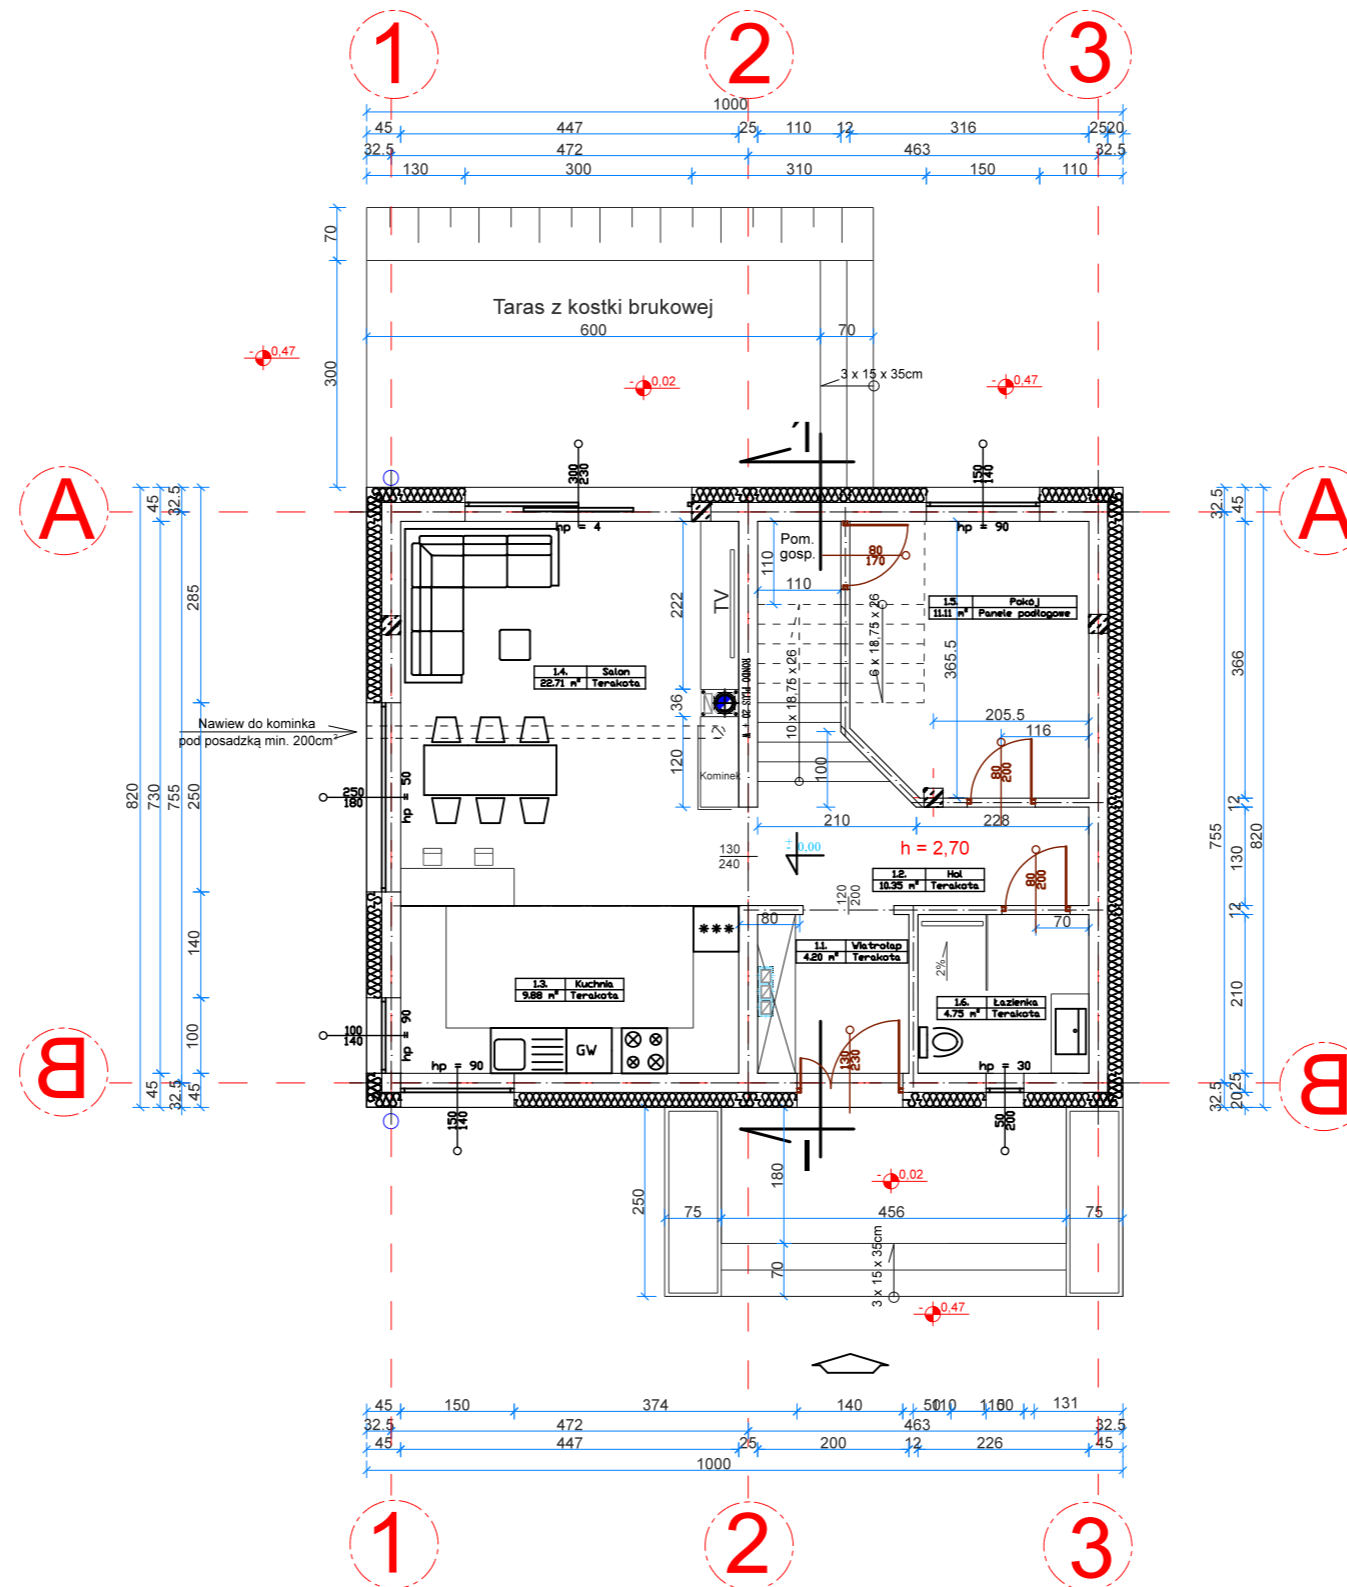 1 2 3
1000
45 447 25 110 12 316 25 20
32.5 472 463 32.5
130 300 310 150 110
70
300
Taras z kostki brukowej
600 70
3 x 15 x 35cm
- 0,47
- 0,02
- 0,47
A
A
300
230
hp = 4
150
140
hp = 90
Pom.
gosp.
80
170
110
110
222
TV
36
120
RONDO PLUS
Kominek
10 x 18,75 x 26
6 x 18,75 x 26
365.5
1.5. Pokój
11.11 m² Panele podłogowe
1.4. Salon
22.71 m² Terakota
Nawiew do kominka
pod posadzką min. 200cm²
205.5
116
80
200
100
210 228
h = 2,70
± 0,00
130
240
1.2. Hol
10.35 m² Terakota
120
200
80
200
80
70
1.1. Wiatrołap
4.20 m² Terakota
2%
1.3. Kuchnia
9.88 m² Terakota
1.6. Łazienka
4.75 m² Terakota
GW
250
180
hp = 50
100
140
hp = 90
hp = 90
150
140
130
230
hp = 30
50
200
820
45 730 45
32.5 755 32.5
285 250 140 100 45
32.5 755 32.5
45 366 12 130 12 210 25 20
820
B
B
250
180
70
75 456 75
- 0,02
3 x 15 x 35cm
- 0,47
45 150 374 140 131
32.5 472 463 32.5
45 447 25 200 12 226 45
1000
1 2 3